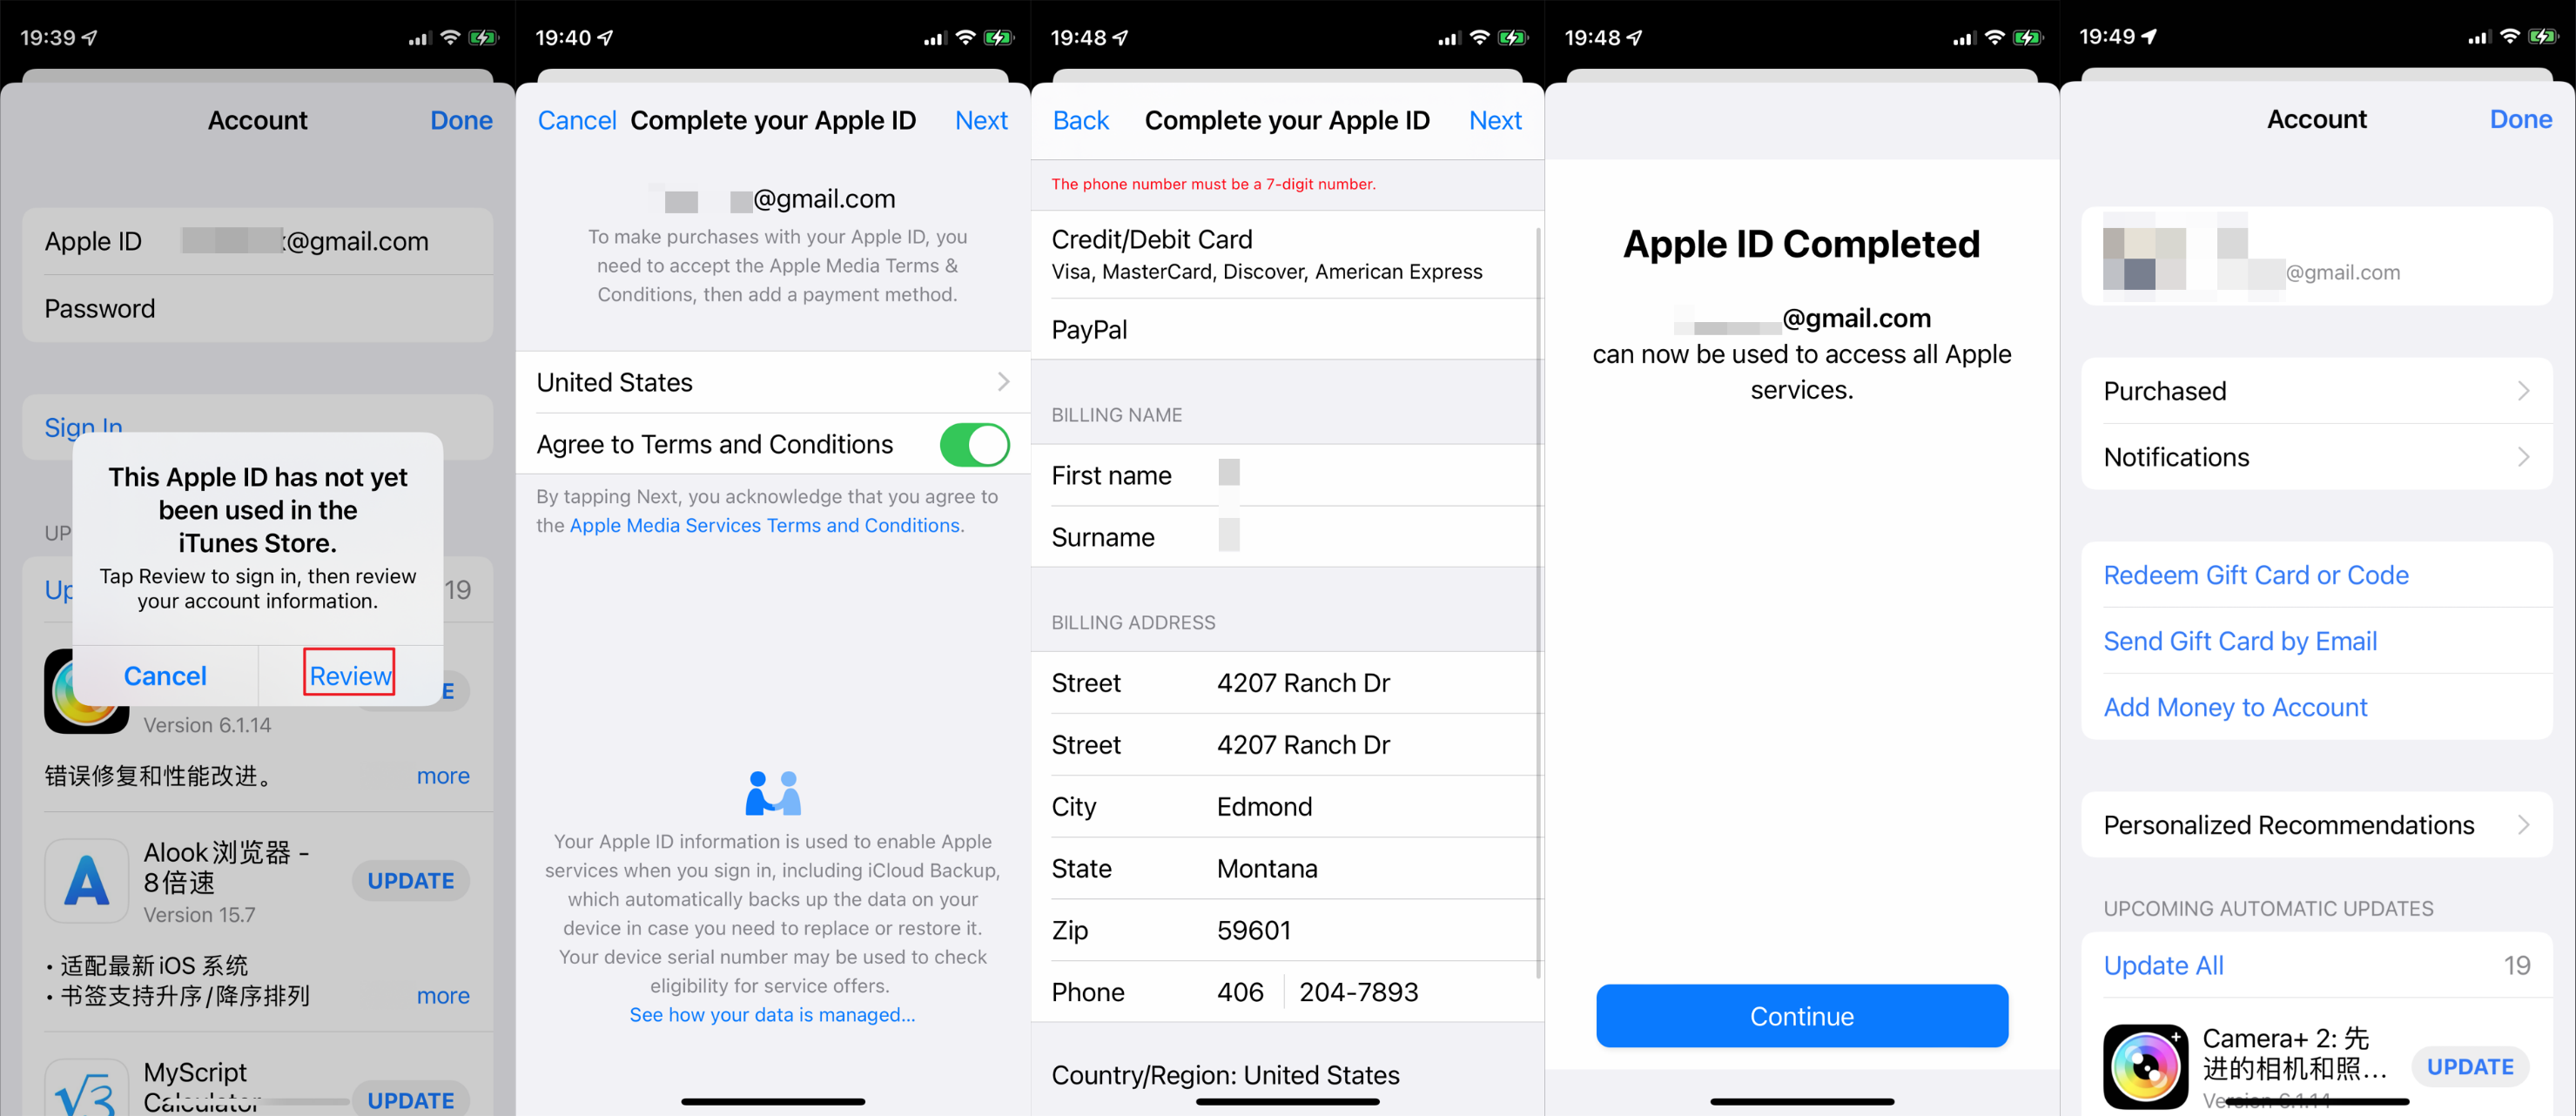 19:39
Account
Done
Apple ID
@gmail.com
Password
Sign In
This Apple ID has not yet
been used in the
iTunes Store.
Tap Review to sign in, then review
your account information.
Cancel
Review
UP
Up
19
E
Version 6.1.14
错误修复和性能改进。
more
Alook浏览器 -
8倍速
Version 15.7
UPDATE
• 适配最新iOS 系统
• 书签支持升序/降序排列
more
MyScript
Calculator
UPDATE
19:40
Cancel
Complete your Apple ID
Next
@gmail.com
To make purchases with your Apple ID, you
need to accept the Apple Media Terms &
Conditions, then add a payment method.
United States
Agree to Terms and Conditions
By tapping Next, you acknowledge that you agree to
the Apple Media Services Terms and Conditions.
Your Apple ID information is used to enable Apple
services when you sign in, including iCloud Backup,
which automatically backs up the data on your
device in case you need to replace or restore it.
Your device serial number may be used to check
eligibility for service offers.
See how your data is managed...
19:48
Back
Complete your Apple ID
Next
The phone number must be a 7-digit number.
Credit/Debit Card
Visa, MasterCard, Discover, American Express
PayPal
BILLING NAME
First name
Surname
BILLING ADDRESS
Street 4207 Ranch Dr
Street 4207 Ranch Dr
City Edmond
State Montana
Zip 59601
Phone 406 204-7893
Country/Region: United States
19:48
Apple ID Completed
@gmail.com
can now be used to access all Apple
services.
Continue
19:49
Account
Done
@gmail.com
Purchased
Notifications
Redeem Gift Card or Code
Send Gift Card by Email
Add Money to Account
Personalized Recommendations
UPCOMING AUTOMATIC UPDATES
Update All
19
Camera+ 2: 先
进的相机和照...
UPDATE
Version 6.1.14